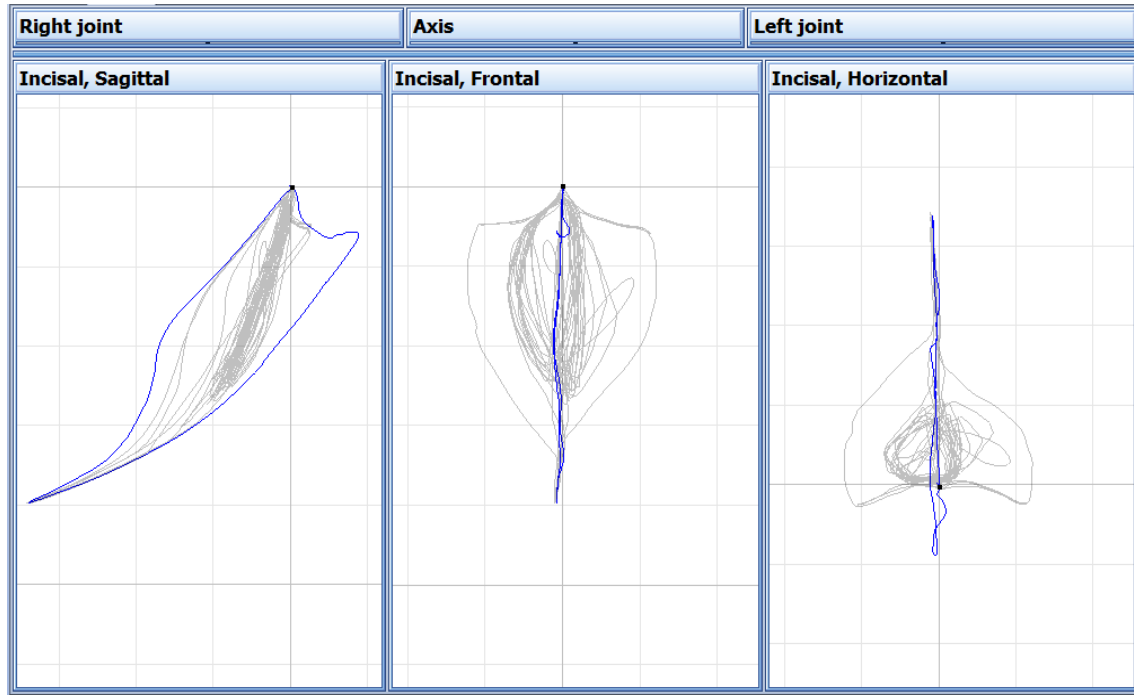 Right joint
Axis
Left joint
Incisal, Sagittal
Incisal, Frontal
Incisal, Horizontal